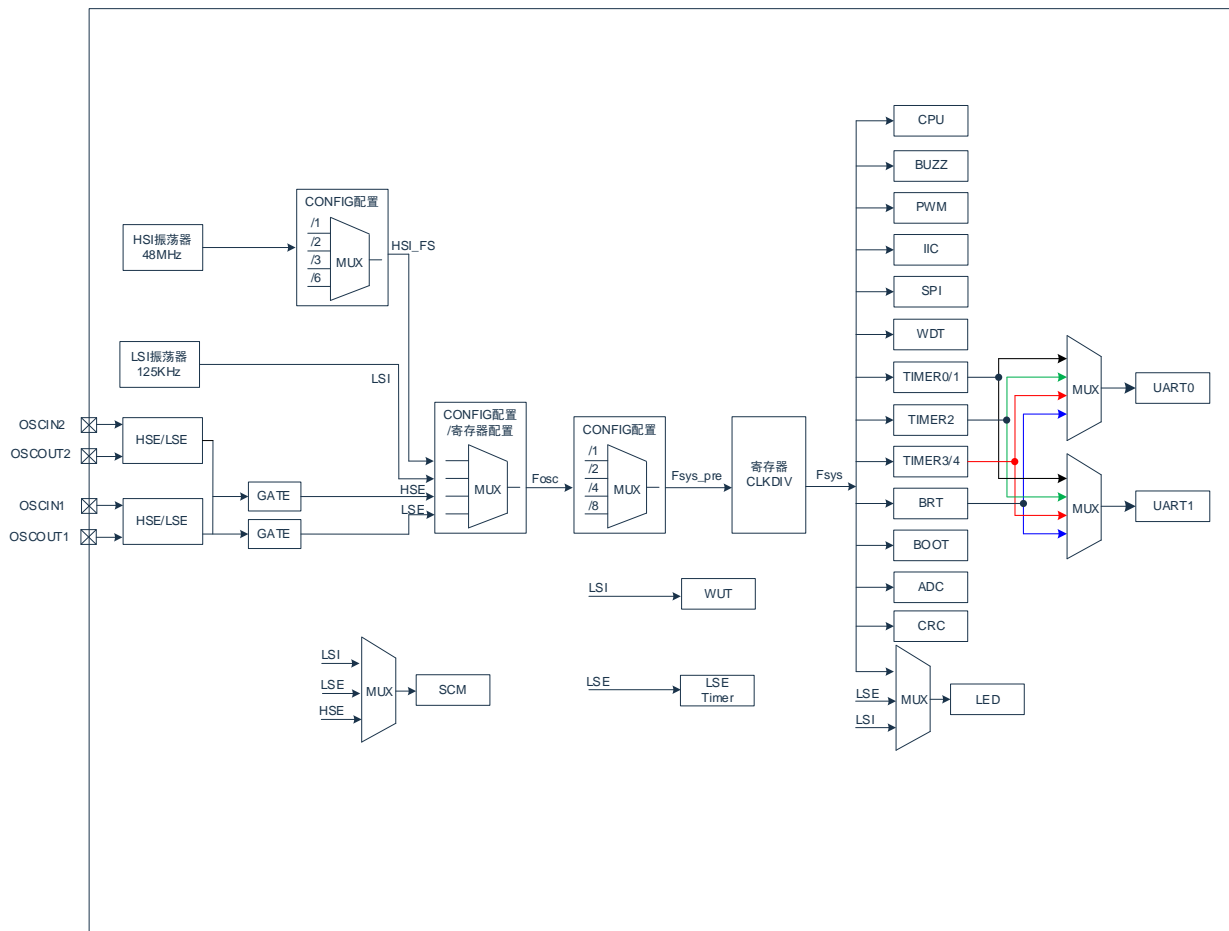 CPU
BUZZ
PWM
IIC
SPI
WDT
TIMER0/1
TIMER2
TIMER3/4
BRT
BOOT
ADC
CRC
CONFIG配置
/1
/2
/3
/6
MUX
HSI_FS
HSI振荡器
48MHz
LSI振荡器
125KHz
LSI
OSCIN2
OSCOUT2
HSE/LSE
OSCIN1
OSCOUT1
HSE/LSE
GATE
GATE
HSE
LSE
CONFIG配置
/寄存器配置
MUX
Fosc
CONFIG配置
/1
/2
/4
/8
MUX
Fsys_pre
寄存器
CLKDIV
Fsys
MUX
UART0
MUX
UART1
LSI
WUT
LSI
LSE
HSE
MUX
SCM
LSE
LSE
Timer
LSE
LSI
MUX
LED